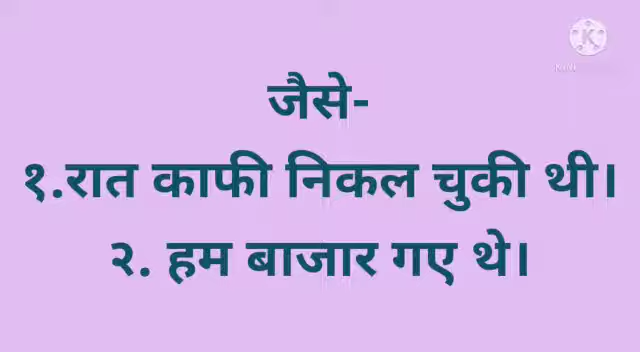 जैसे-
१.रात काफी निकल चुकी थी।
२. हम बाजार गए थे।